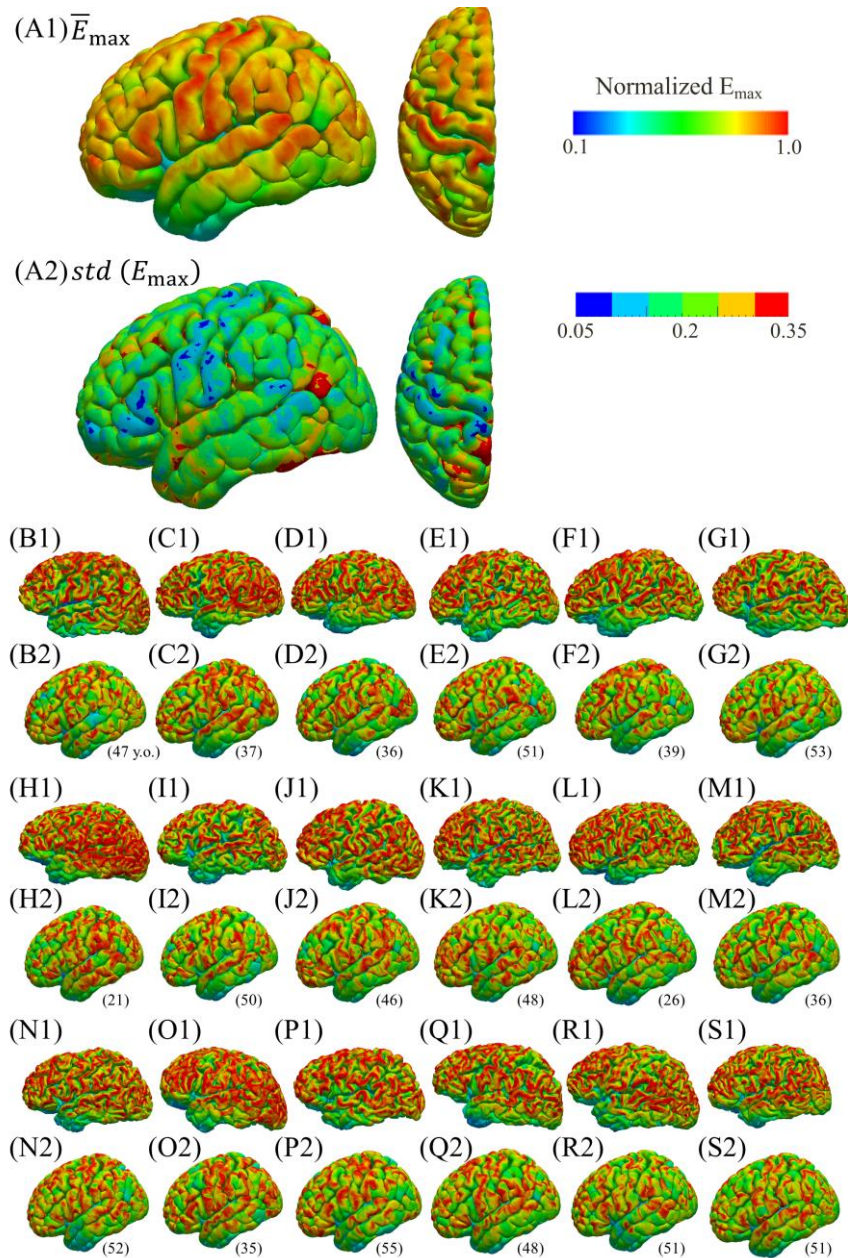 (A1) E̅max
Normalized Emax
0.1 1.0
(A2) std (Emax)
0.05 0.2 0.35
(B1) (C1) (D1) (E1) (F1) (G1)
(B2) (C2) (D2) (E2) (F2) (G2)
(47 y.o.) (37) (36) (51) (39) (53)
(H1) (I1) (J1) (K1) (L1) (M1)
(H2) (I2) (J2) (K2) (L2) (M2)
(21) (50) (46) (48) (26) (36)
(N1) (O1) (P1) (Q1) (R1) (S1)
(N2) (O2) (P2) (Q2) (R2) (S2)
(52) (35) (55) (48) (51) (51)